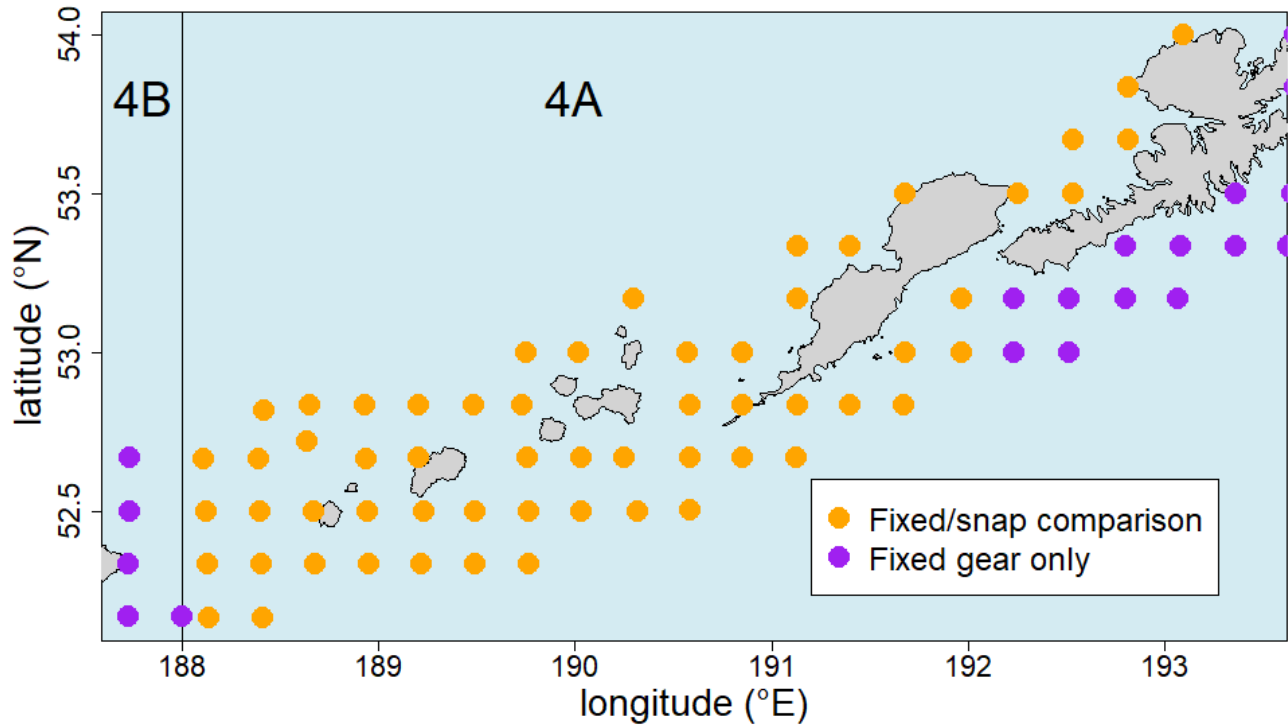 54.0
53.5
53.0
52.5
latitude (°N)
4B
4A
Fixed/snap comparison
Fixed gear only
188 189 190 191 192 193
longitude (°E)